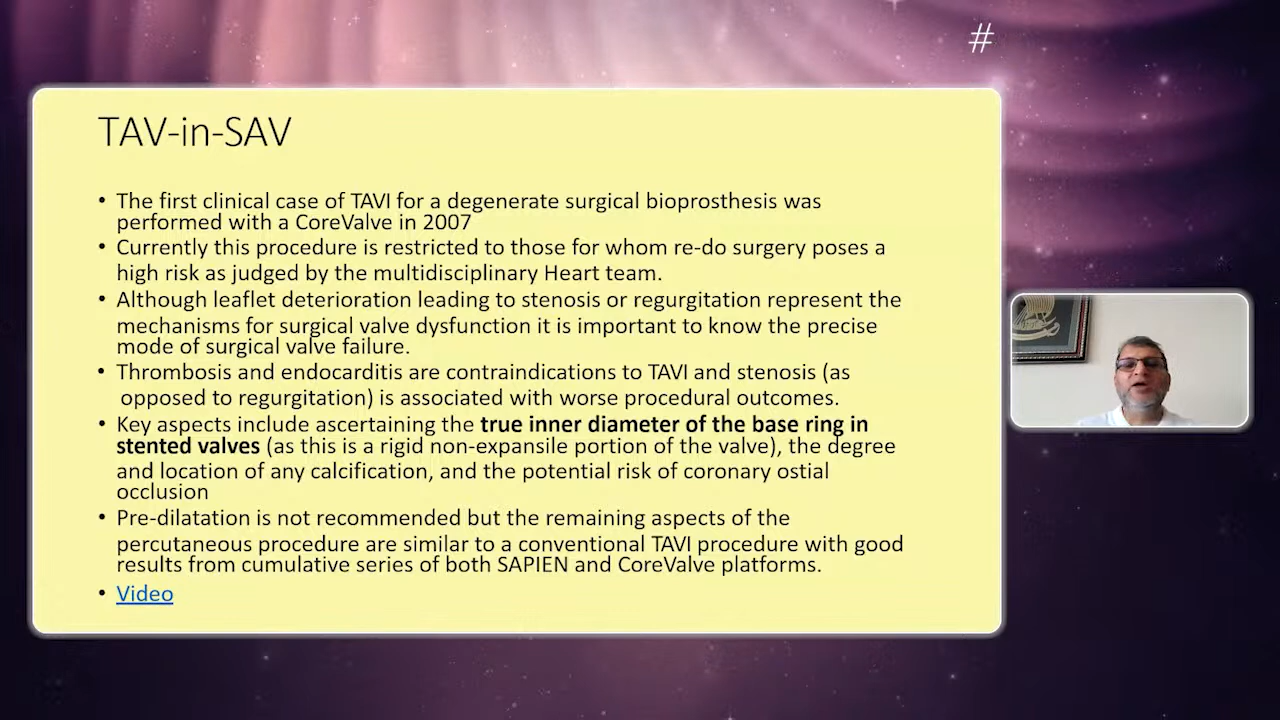 #
TAV-in-SAV
• The first clinical case of TAVI for a degenerate surgical bioprosthesis was
performed with a CoreValve in 2007
• Currently this procedure is restricted to those for whom re-do surgery poses a
high risk as judged by the multidisciplinary Heart team.
• Although leaflet deterioration leading to stenosis or regurgitation represent the
mechanisms for surgical valve dysfunction it is important to know the precise
mode of surgical valve failure.
• Thrombosis and endocarditis are contraindications to TAVI and stenosis (as
opposed to regurgitation) is associated with worse procedural outcomes.
• Key aspects include ascertaining the true inner diameter of the base ring in
stented valves (as this is a rigid non-expansile portion of the valve), the degree
and location of any calcification, and the potential risk of coronary ostial
occlusion
• Pre-dilatation is not recommended but the remaining aspects of the
percutaneous procedure are similar to a conventional TAVI procedure with good
results from cumulative series of both SAPIEN and CoreValve platforms.
• Video